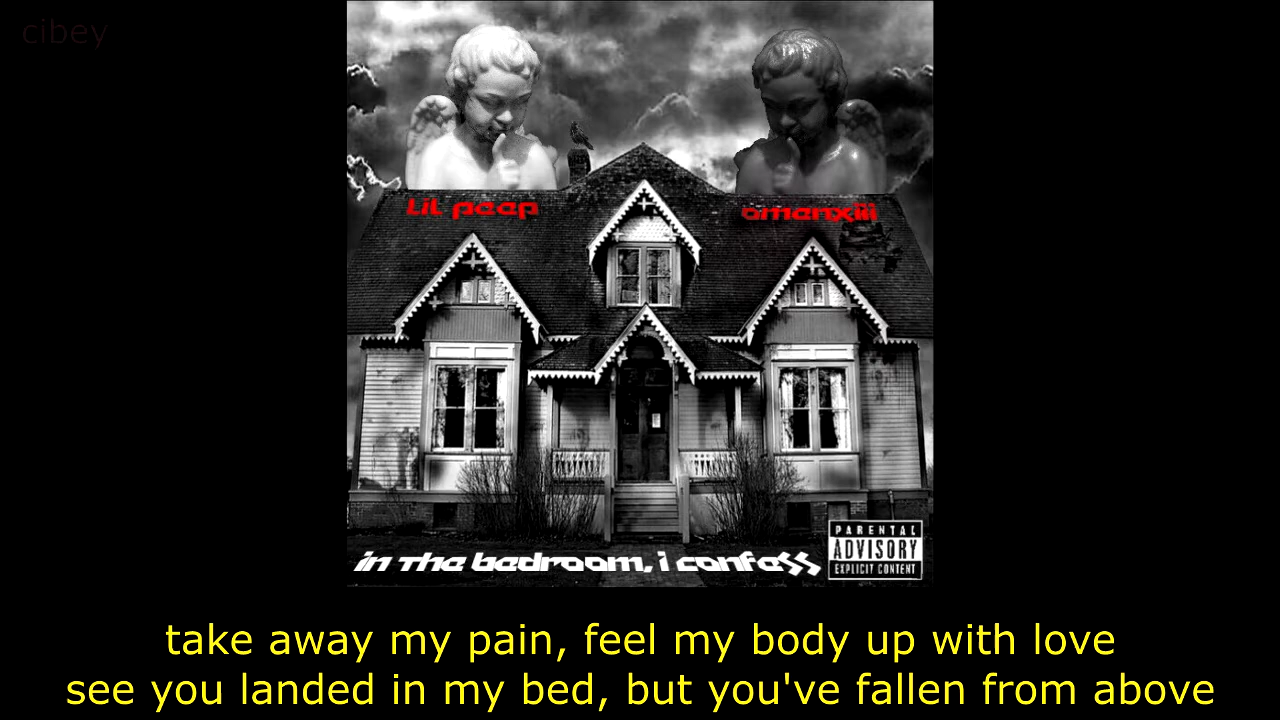 cibey
Lil peep
omenxiii
in The bedroom, i confess
PARENTAL
ADVISORY
EXPLICIT CONTENT
take away my pain, feel my body up with love
see you landed in my bed, but you've fallen from above